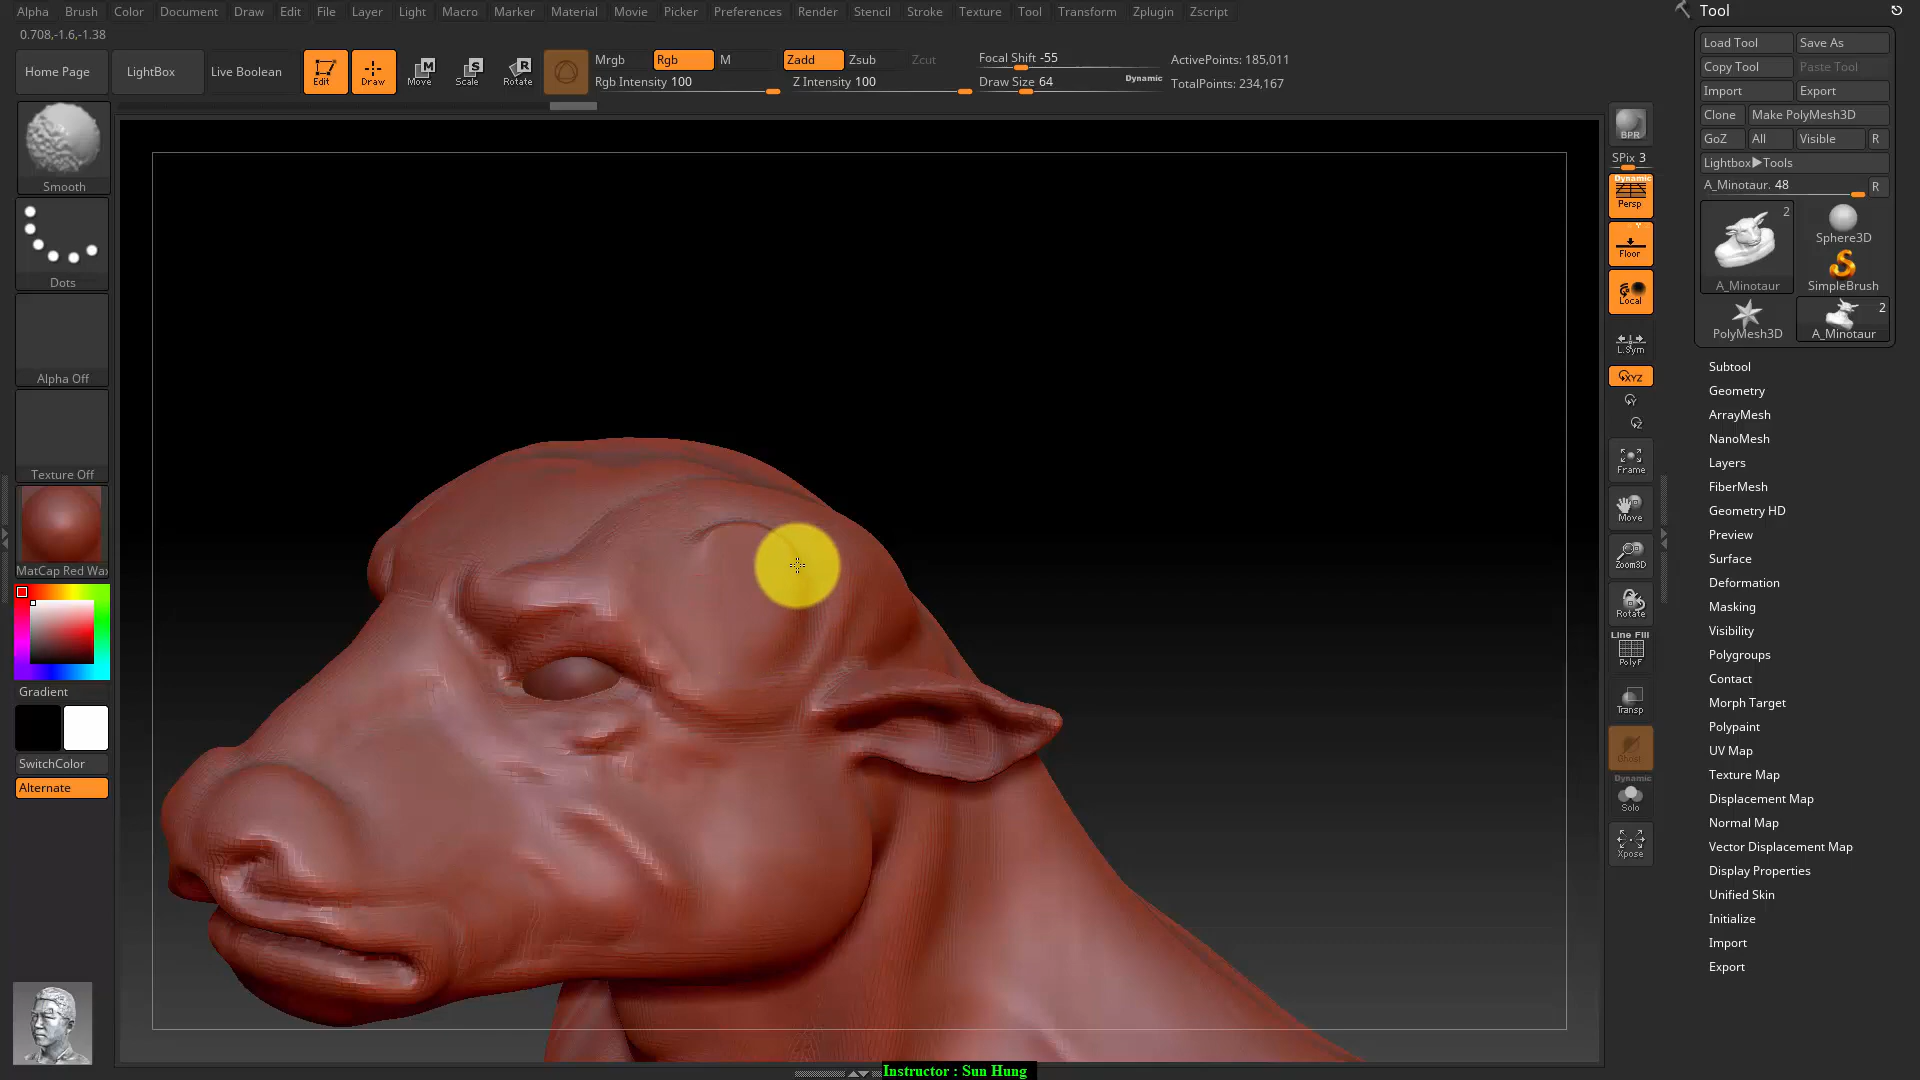 Alpha Brush Color Document Draw Edit File Layer Light Macro Marker Material Movie Picker Preferences Render Stencil Stroke Texture Tool Transform Zplugin Zscript
Tool
0.708,-1.6,-1.38
Home Page LightBox Live Boolean Edit Draw Move Scale Rotate
Mrgb Rgb M Zadd Zsub Zcut
Rgb Intensity 100 Z Intensity 100
Focal Shift -55
Draw Size 64 Dynamic
ActivePoints: 185,011
TotalPoints: 234,167
Smooth
Dots
Alpha Off
Texture Off
MatCap Red Wax
Gradient
SwitchColor
Alternate
BPR
SPix 3
Dynamic
Persp
Floor
Local
L.Sym
XYZ
Y
Z
Frame
Move
Zoom3D
Rotate
Line Fill
PolyF
Transp
Ghost
Dynamic
Solo
Xpose
Load Tool Save As
Copy Tool Paste Tool
Import Export
Clone Make PolyMesh3D
GoZ All Visible R
Lightbox▶Tools
A_Minotaur. 48 R
2
A_Minotaur
Sphere3D
SimpleBrush
PolyMesh3D
2
A_Minotaur
Subtool
Geometry
ArrayMesh
NanoMesh
Layers
FiberMesh
Geometry HD
Preview
Surface
Deformation
Masking
Visibility
Polygroups
Contact
Morph Target
Polypaint
UV Map
Texture Map
Displacement Map
Normal Map
Vector Displacement Map
Display Properties
Unified Skin
Initialize
Import
Export
Instructor : Sun Hung